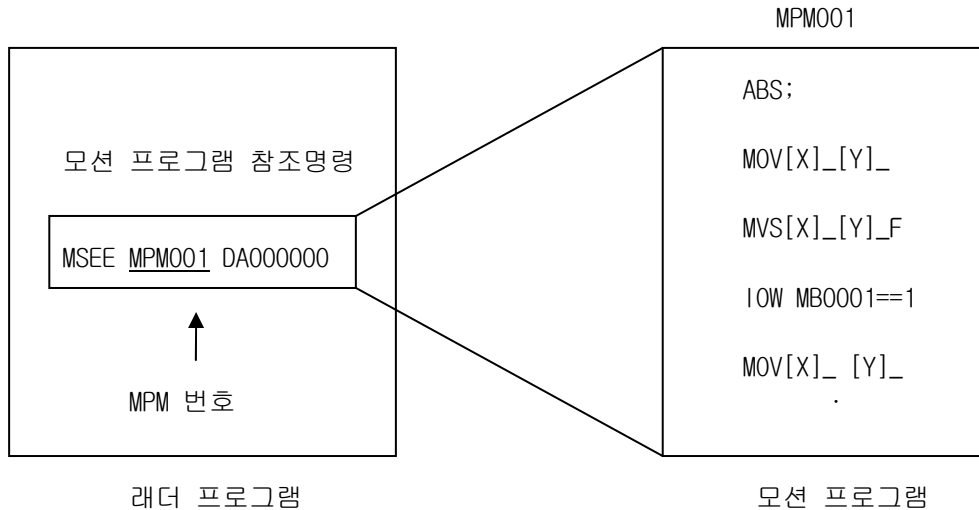 모션 프로그램 참조명령
MSEE MPM001 DA000000
MPM 번호
래더 프로그램
MPM001
ABS;
MOV[X]_[Y]_
MVS[X]_[Y]_F
IOW MB0001==1
MOV[X]_ [Y]_
.
모션 프로그램